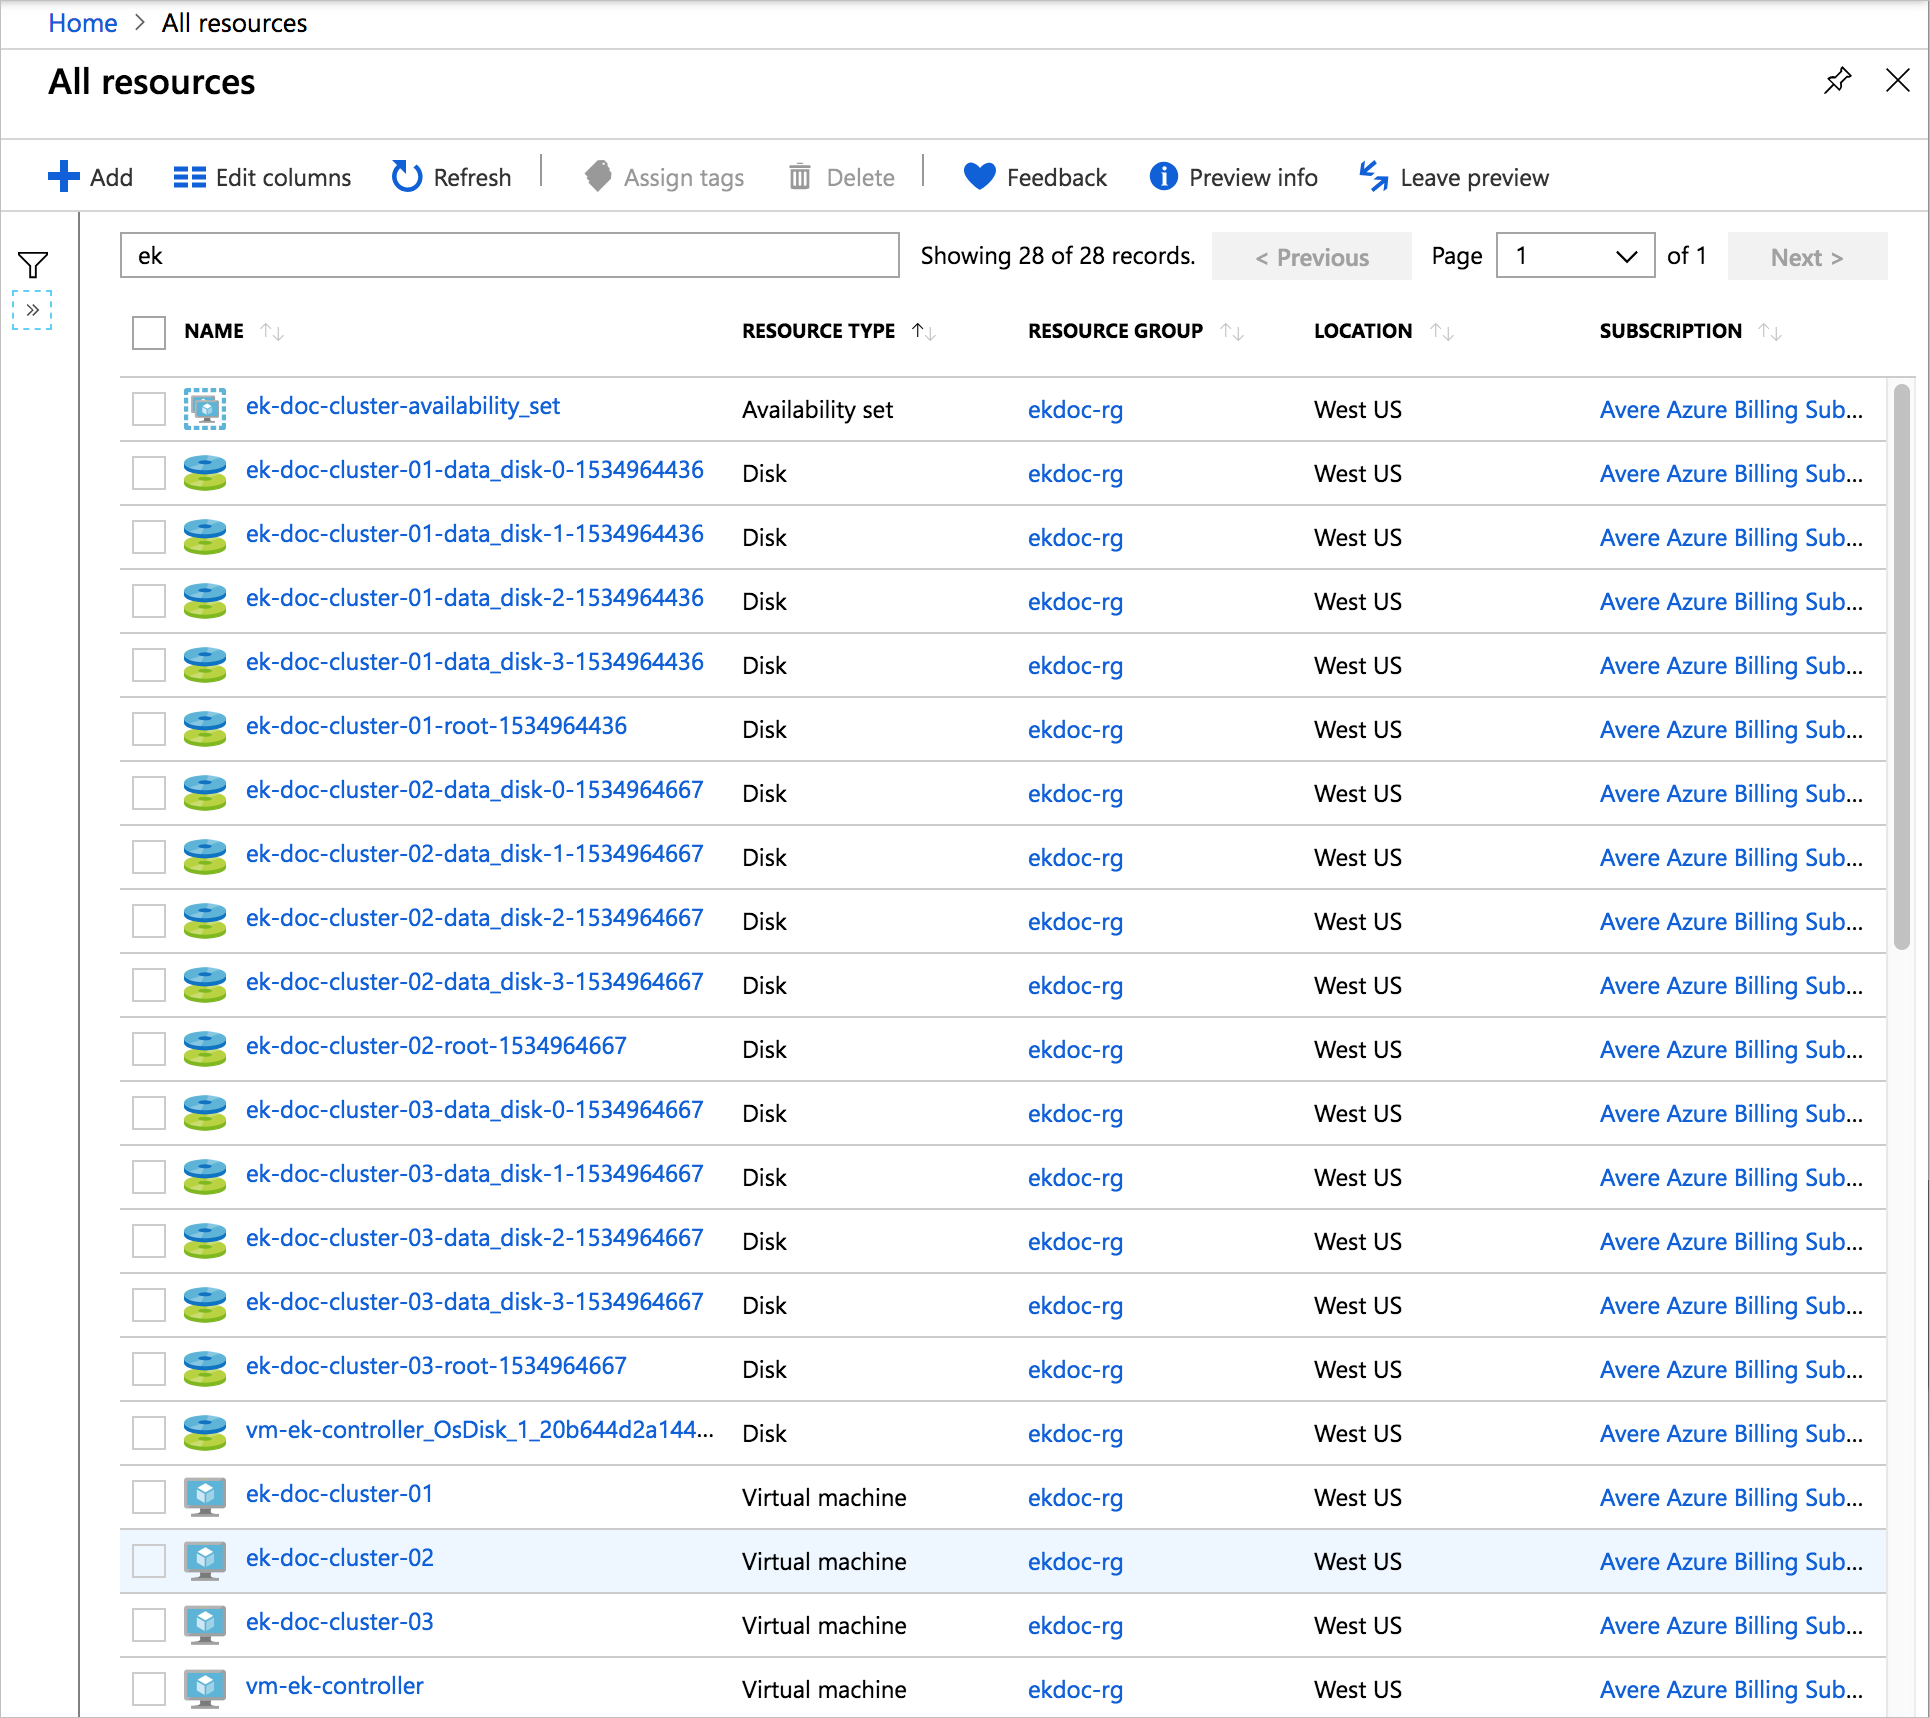 Home > All resources
All resources
Add Edit columns Refresh Assign tags Delete Feedback Preview info Leave preview
ek Showing 28 of 28 records. < Previous Page 1 of 1 Next >
NAME RESOURCE TYPE RESOURCE GROUP LOCATION SUBSCRIPTION
ek-doc-cluster-availability_set Availability set ekdoc-rg West US Avere Azure Billing Sub...
ek-doc-cluster-01-data_disk-0-1534964436 Disk ekdoc-rg West US Avere Azure Billing Sub...
ek-doc-cluster-01-data_disk-1-1534964436 Disk ekdoc-rg West US Avere Azure Billing Sub...
ek-doc-cluster-01-data_disk-2-1534964436 Disk ekdoc-rg West US Avere Azure Billing Sub...
ek-doc-cluster-01-data_disk-3-1534964436 Disk ekdoc-rg West US Avere Azure Billing Sub...
ek-doc-cluster-01-root-1534964436 Disk ekdoc-rg West US Avere Azure Billing Sub...
ek-doc-cluster-02-data_disk-0-1534964667 Disk ekdoc-rg West US Avere Azure Billing Sub...
ek-doc-cluster-02-data_disk-1-1534964667 Disk ekdoc-rg West US Avere Azure Billing Sub...
ek-doc-cluster-02-data_disk-2-1534964667 Disk ekdoc-rg West US Avere Azure Billing Sub...
ek-doc-cluster-02-data_disk-3-1534964667 Disk ekdoc-rg West US Avere Azure Billing Sub...
ek-doc-cluster-02-root-1534964667 Disk ekdoc-rg West US Avere Azure Billing Sub...
ek-doc-cluster-03-data_disk-0-1534964667 Disk ekdoc-rg West US Avere Azure Billing Sub...
ek-doc-cluster-03-data_disk-1-1534964667 Disk ekdoc-rg West US Avere Azure Billing Sub...
ek-doc-cluster-03-data_disk-2-1534964667 Disk ekdoc-rg West US Avere Azure Billing Sub...
ek-doc-cluster-03-data_disk-3-1534964667 Disk ekdoc-rg West US Avere Azure Billing Sub...
ek-doc-cluster-03-root-1534964667 Disk ekdoc-rg West US Avere Azure Billing Sub...
vm-ek-controller_OsDisk_1_20b644d2a144... Disk ekdoc-rg West US Avere Azure Billing Sub...
ek-doc-cluster-01 Virtual machine ekdoc-rg West US Avere Azure Billing Sub...
ek-doc-cluster-02 Virtual machine ekdoc-rg West US Avere Azure Billing Sub...
ek-doc-cluster-03 Virtual machine ekdoc-rg West US Avere Azure Billing Sub...
vm-ek-controller Virtual machine ekdoc-rg West US Avere Azure Billing Sub...